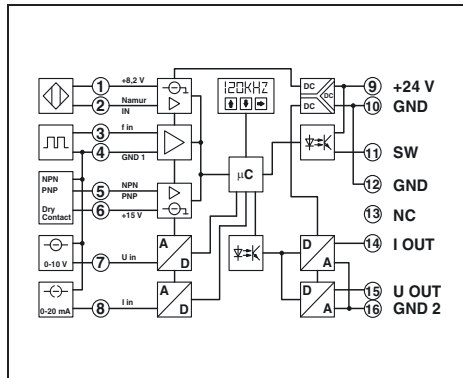 1 +8,2 V
2 Namur
IN
3 f in
4 GND 1
NPN
PNP
Dry
Contact
5 NPN
PNP
6 +15 V
0-10 V
7 U in
0-20 mA
8 I in
120KHZ
µC
A
D
A
D
DC
DC
DC
D
A
D
A
9 +24 V
10 GND
11 SW
12 GND
13 NC
14 I OUT
15 U OUT
16 GND 2